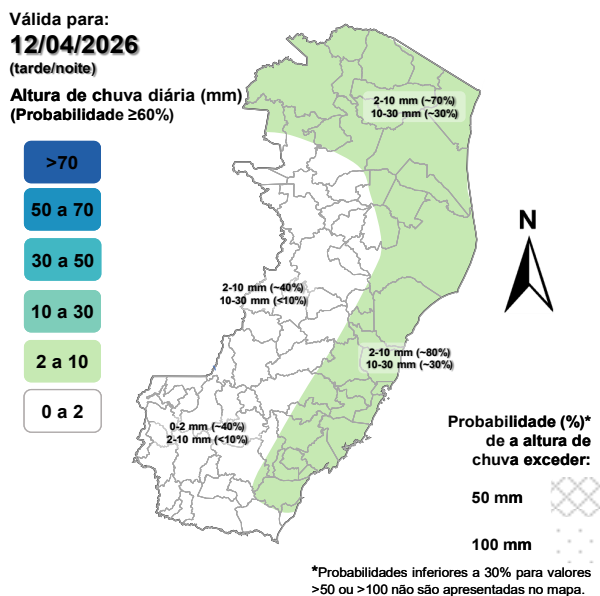 Válida para:
12/04/2026
(tarde/noite)
Altura de chuva diária (mm)
(Probabilidade ≥60%)
>70
50 a 70
30 a 50
10 a 30
2 a 10
0 a 2
2-10 mm (~70%)
10-30 mm (~30%)
2-10 mm (~40%)
10-30 mm (<10%)
2-10 mm (~80%)
10-30 mm (~30%)
0-2 mm (~40%)
2-10 mm (<10%)
N
Probabilidade (%)*
de a altura de
chuva exceder:
50 mm
100 mm
*Probabilidades inferiores a 30% para valores
>50 ou >100 não são apresentadas no mapa.